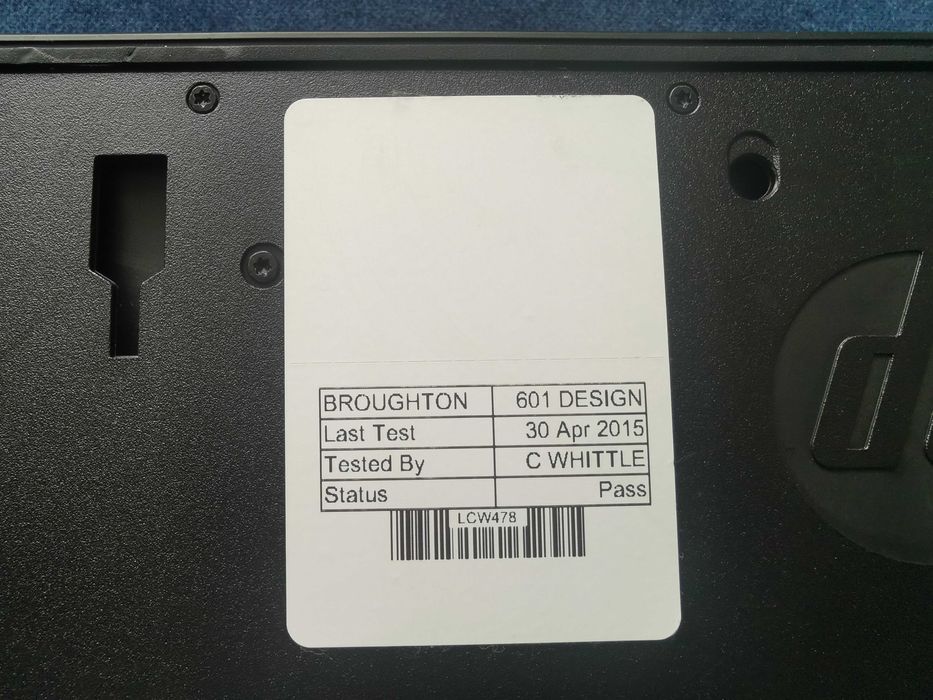 BROUGHTON 601 DESIGN
Last Test 30 Apr 2015
Tested By C WHITTLE
Status Pass
LCW478